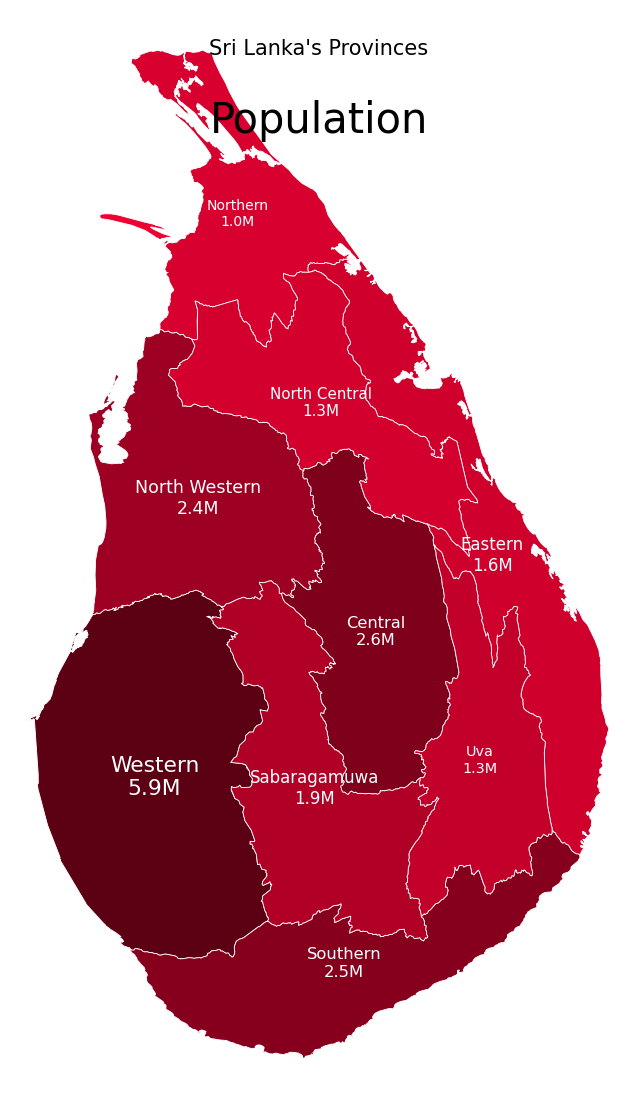 Sri Lanka's Provinces
Population
Northern
1.0M
North Central
1.3M
North Western
2.4M
Eastern
1.6M
Central
2.6M
Western
5.9M
Sabaragamuwa
1.9M
Uva
1.3M
Southern
2.5M